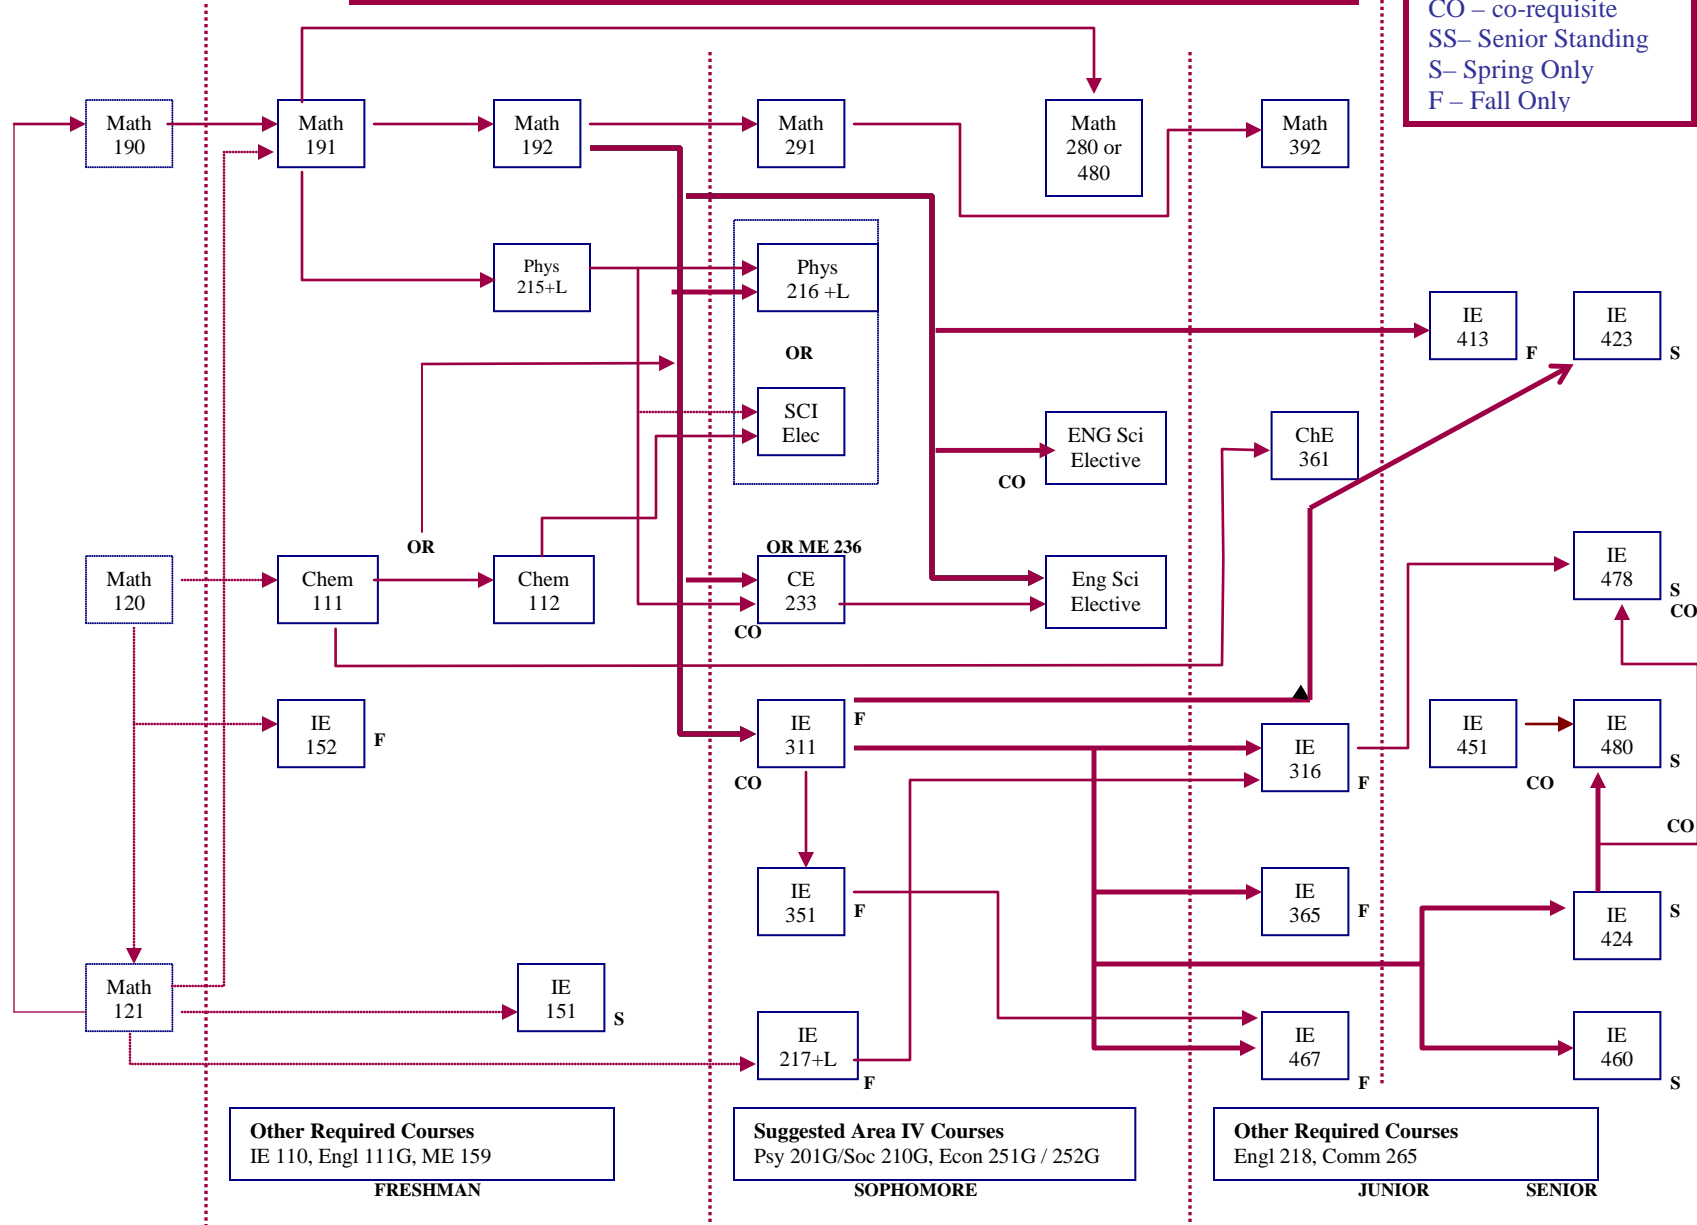 CO – co-requisite
SS– Senior Standing
S– Spring Only
F – Fall Only
Math
190
Math
191
Math
192
Math
291
Math
280 or
480
Math
392
Phys
215+L
Phys
216 +L
OR
SCI
Elec
IE
413
F
IE
423
S
ENG Sci
Elective
CO
ChE
361
OR
OR ME 236
Math
120
Chem
111
Chem
112
CE
233
CO
Eng Sci
Elective
IE
478
S
CO
IE
152
F
IE
311
F
CO
IE
316
F
IE
451
CO
IE
480
S
CO
IE
351
F
IE
365
F
IE
424
S
Math
121
IE
151
S
IE
217+L
F
IE
467
F
IE
460
S
Other Required Courses
IE 110, Engl 111G, ME 159
Suggested Area IV Courses
Psy 201G/Soc 210G, Econ 251G / 252G
Other Required Courses
Engl 218, Comm 265
FRESHMAN
SOPHOMORE
JUNIOR
SENIOR